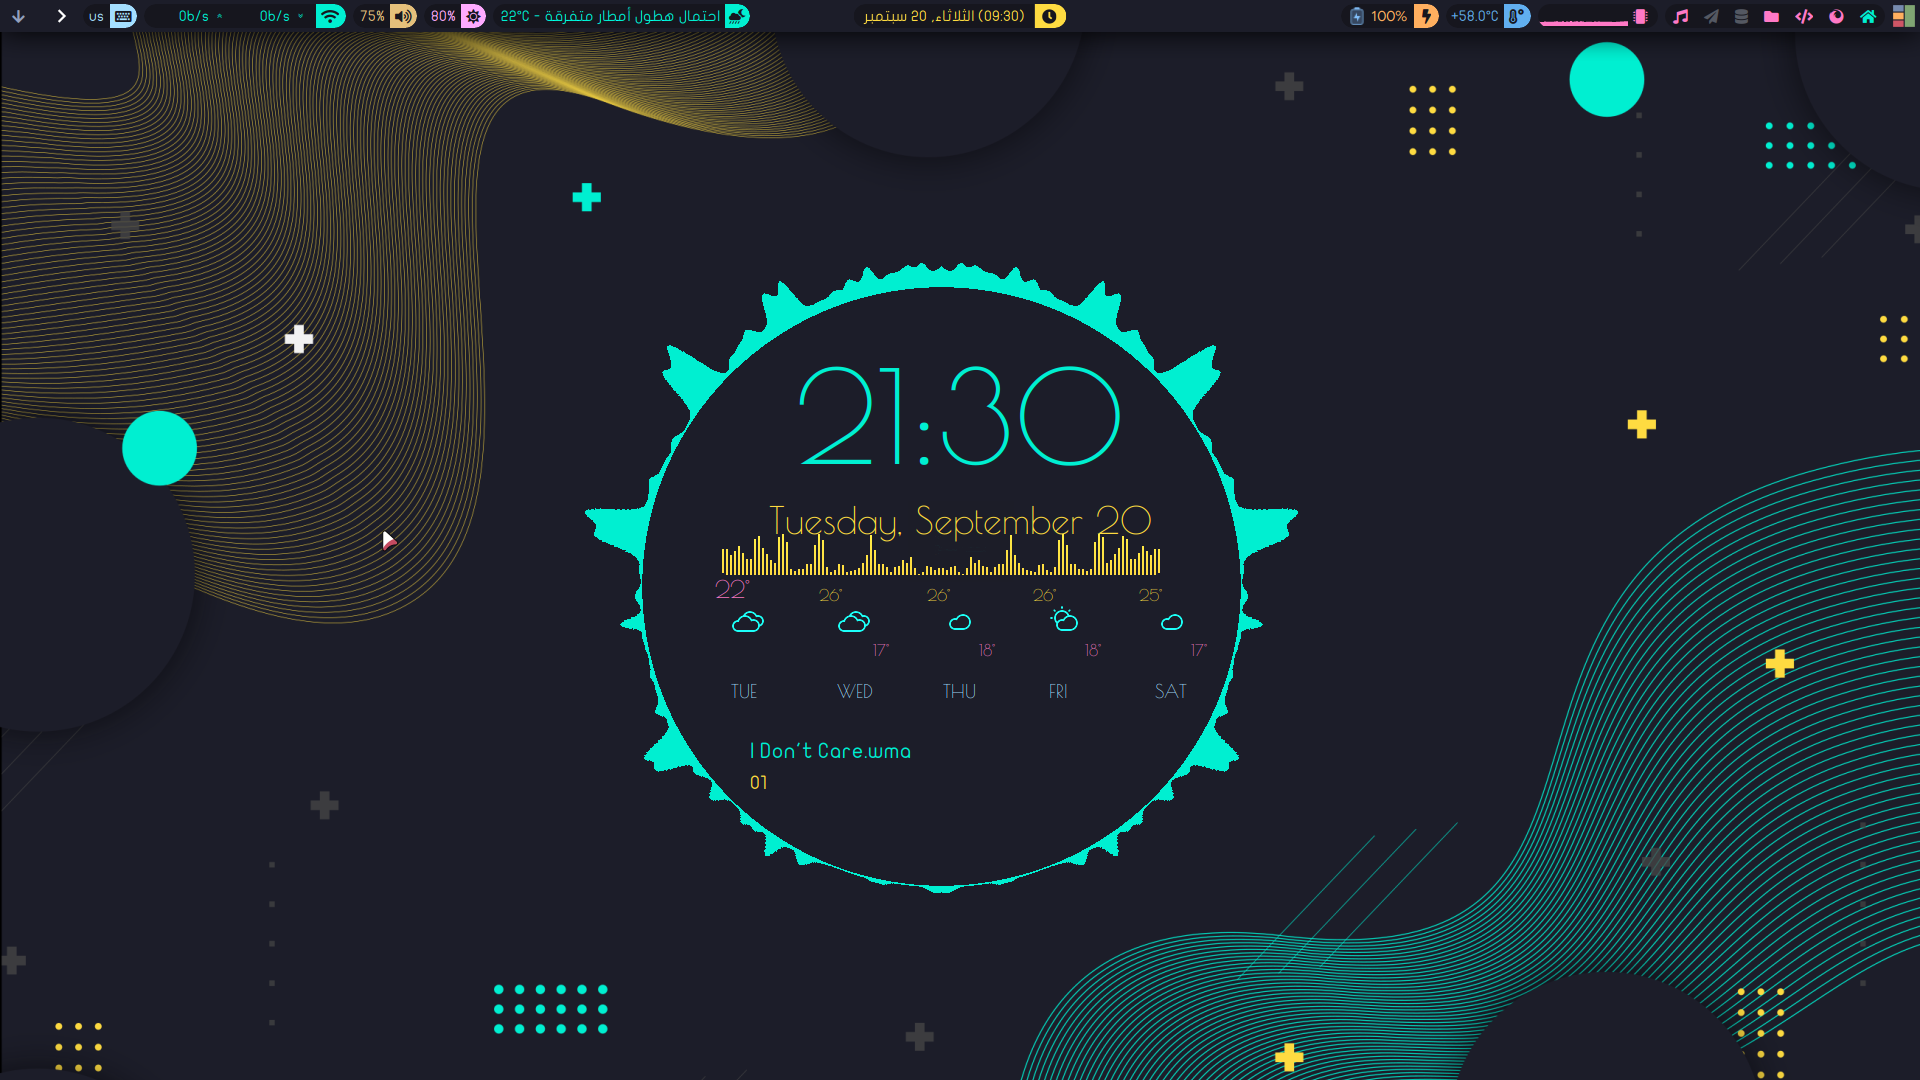 us
0b/s 0b/s
75%
80%
احتمال هطول أمطار متفرقة - 22°C
الثلاثاء, 20 سبتمبر (09:30)
100%
+58.0°C
21:30
Tuesday, September 20
22° 26° 26° 26° 25°
17° 18° 18° 17°
TUE WED THU FRI SAT
I Don't Care.wma
01